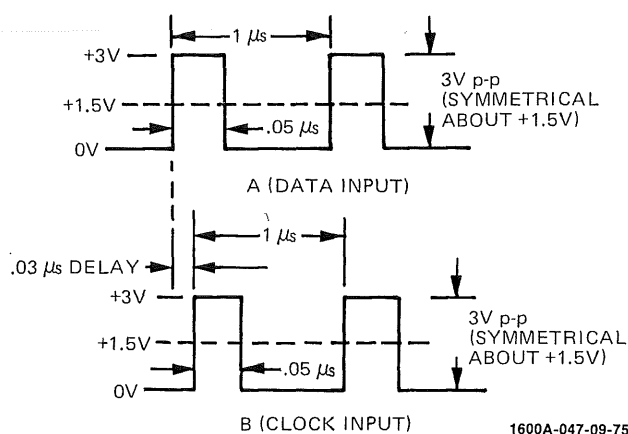 1 µs
+3V
3V p-p
(SYMMETRICAL
ABOUT +1.5V)
+1.5V
.05 µs
0V
A (DATA INPUT)
1 µs
.03 µs DELAY
+3V
3V p-p
(SYMMETRICAL
ABOUT +1.5V)
+1.5V
.05 µs
0V
B (CLOCK INPUT)
1600A-047-09-75